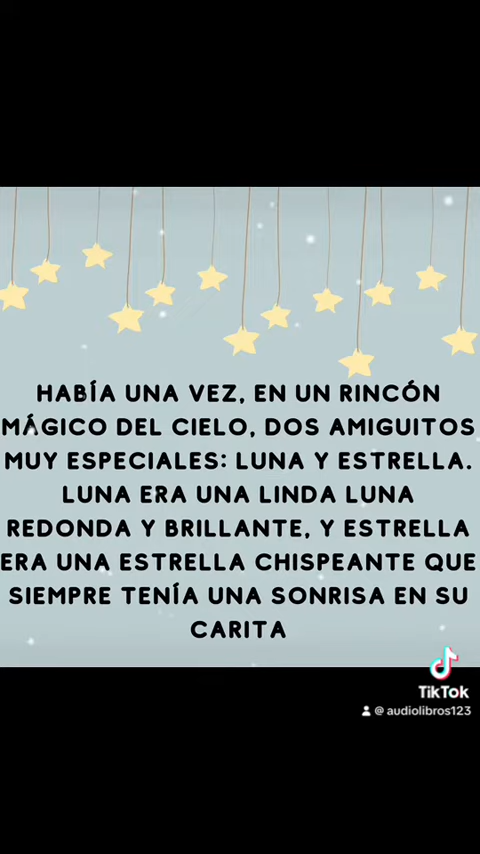 HABÍA UNA VEZ, EN UN RINCÓN
MÁGICO DEL CIELO, DOS AMIGUITOS
MUY ESPECIALES: LUNA Y ESTRELLA.
LUNA ERA UNA LINDA LUNA
REDONDA Y BRILLANTE, Y ESTRELLA
ERA UNA ESTRELLA CHISPEANTE QUE
SIEMPRE TENÍA UNA SONRISA EN SU
CARITA
TikTok
@ audiolibros123